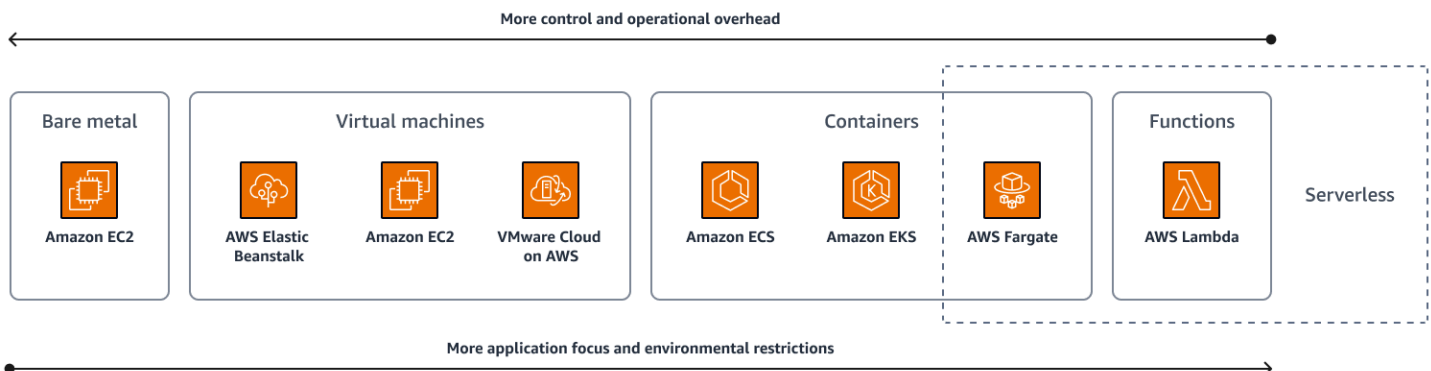 More control and operational overhead
Bare metal
Virtual machines
Containers
Functions
Serverless
K
Amazon EC2
AWS Elastic
Beanstalk
Amazon EC2
VMware Cloud
on AWS
Amazon ECS
Amazon EKS
AWS Fargate
AWS Lambda
More application focus and environmental restrictions